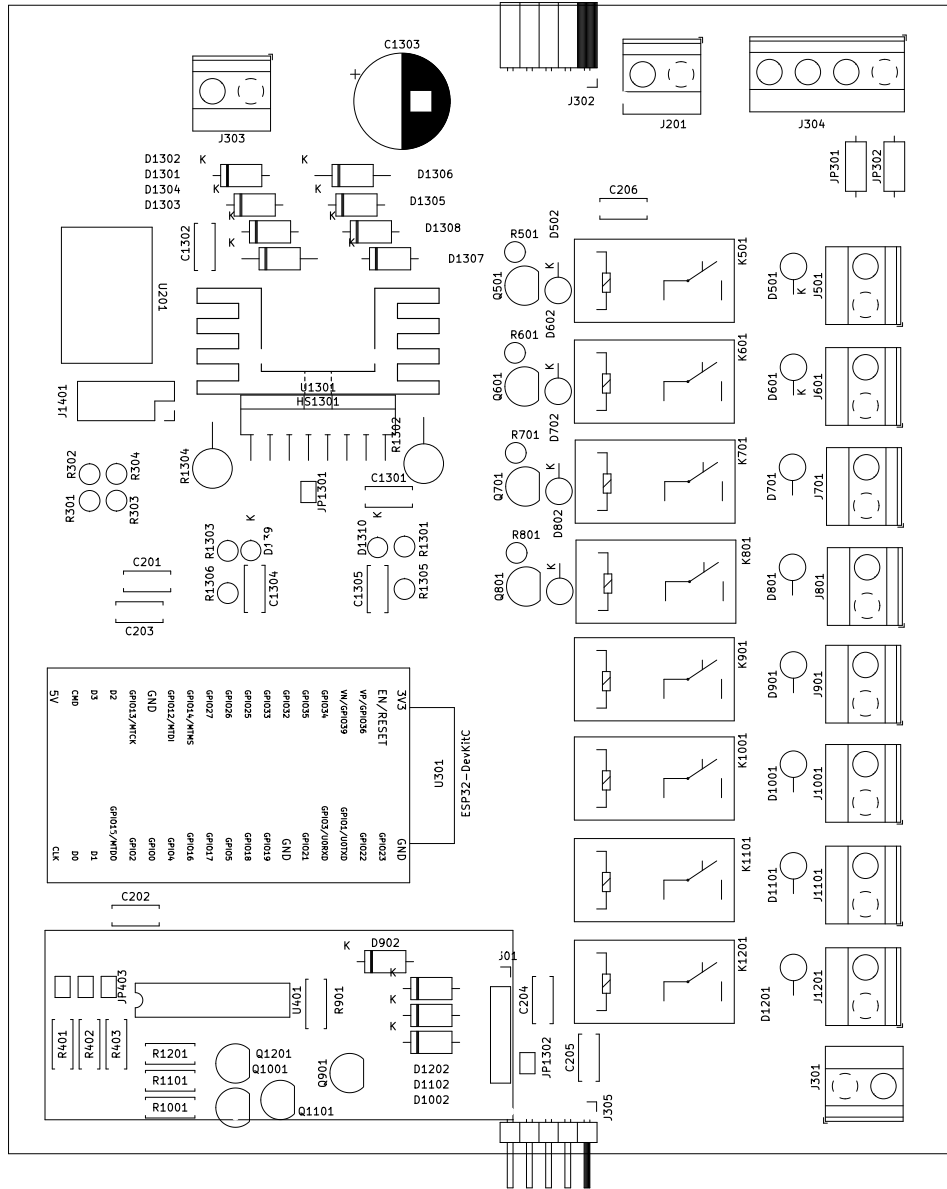 C1303
J302
J303
J201
J304
JP301
JP302
D1302
D1301
D1304
D1303
K
K
K
K
K
K
D1306
D1305
D1308
D1307
C1302
C206
D502
R501
Q501
K
K501
D501
K
J501
U201
D602
R601
Q601
K
K601
D601
K
J601
U1301
HS1301
J1401
R1302
R1304
D702
R701
Q701
K
K701
D701
J701
R302
R304
R301
R303
JP1301
C1301
K
K
R1303
D1310
R1301
D802
R801
Q801
K
K801
D801
J801
R1306
C1304
C1305
R1305
C201
C203
K901
D901
J901
5V
CMD
D3
D2
GPIO13/MTCK
GND
GPIO12/MTDI
GPIO14/MTMS
GPIO27
GPIO26
GPIO25
GPIO33
GPIO32
GPIO35
GPIO34
VN/GPIO39
VP/GPIO36
EN/RESET
3V3
U301
ESP32-DevKitC
CLK
D0
D1
GPIO15/MTDO
GPIO2
GPIO0
GPIO4
GPIO16
GPIO17
GPIO5
GPIO18
GPIO19
GND
GPIO21
GPIO3/U0RXD
GPIO1/U0TXD
GPIO22
GPIO23
GND
K1001
D1001
J1001
K1101
D1101
J1101
C202
K
D902
K
K
K
JP403
U401
R901
C204
K1201
D1201
J1201
R401
R402
R403
R1201
R1101
R1001
Q1201
Q1001
Q1101
Q901
D1202
D1102
D1002
JP1302
C205
J301
J305